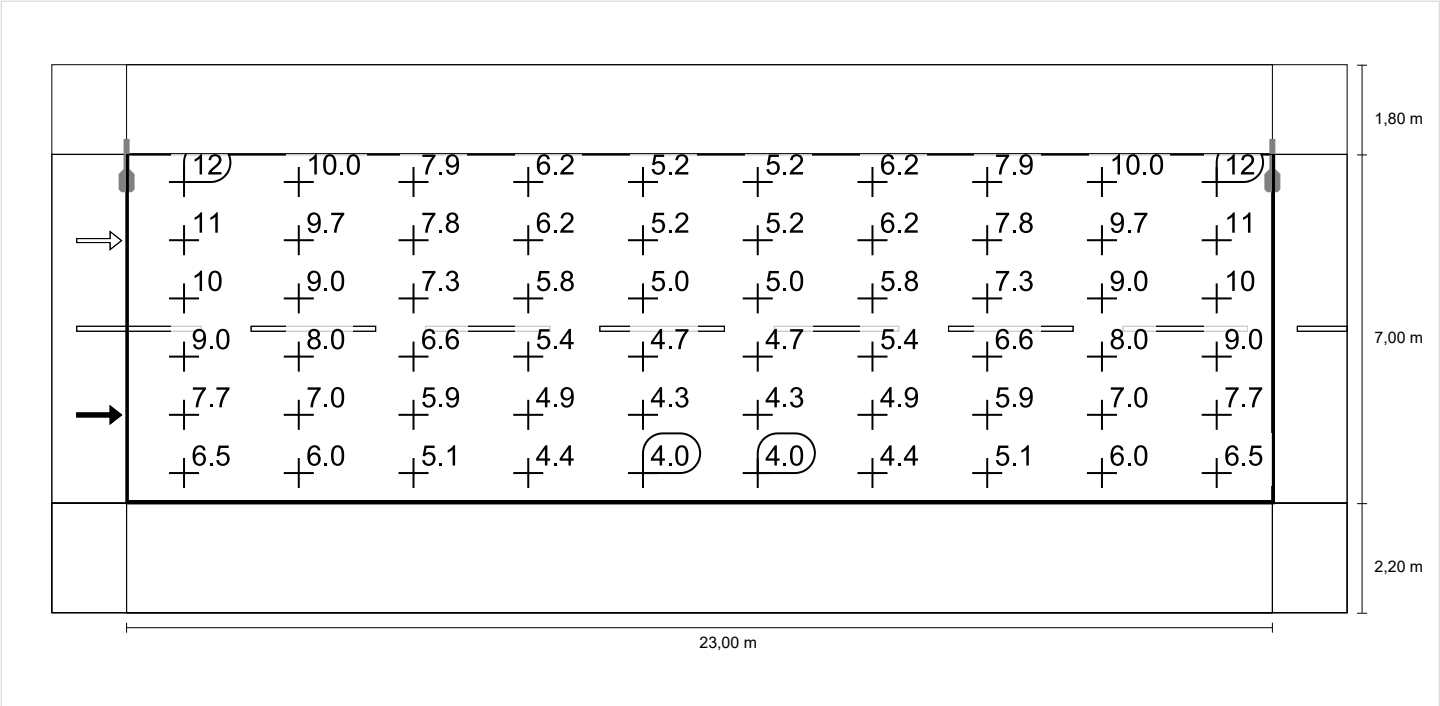 1,80 m
12 10.0 7.9 6.2 5.2 5.2 6.2 7.9 10.0 12
11 9.7 7.8 6.2 5.2 5.2 6.2 7.8 9.7 11
10 9.0 7.3 5.8 5.0 5.0 5.8 7.3 9.0 10
9.0 8.0 6.6 5.4 4.7 4.7 5.4 6.6 8.0 9.0
7,00 m
7.7 7.0 5.9 4.9 4.3 4.3 4.9 5.9 7.0 7.7
6.5 6.0 5.1 4.4 4.0 4.0 4.4 5.1 6.0 6.5
2,20 m
23,00 m